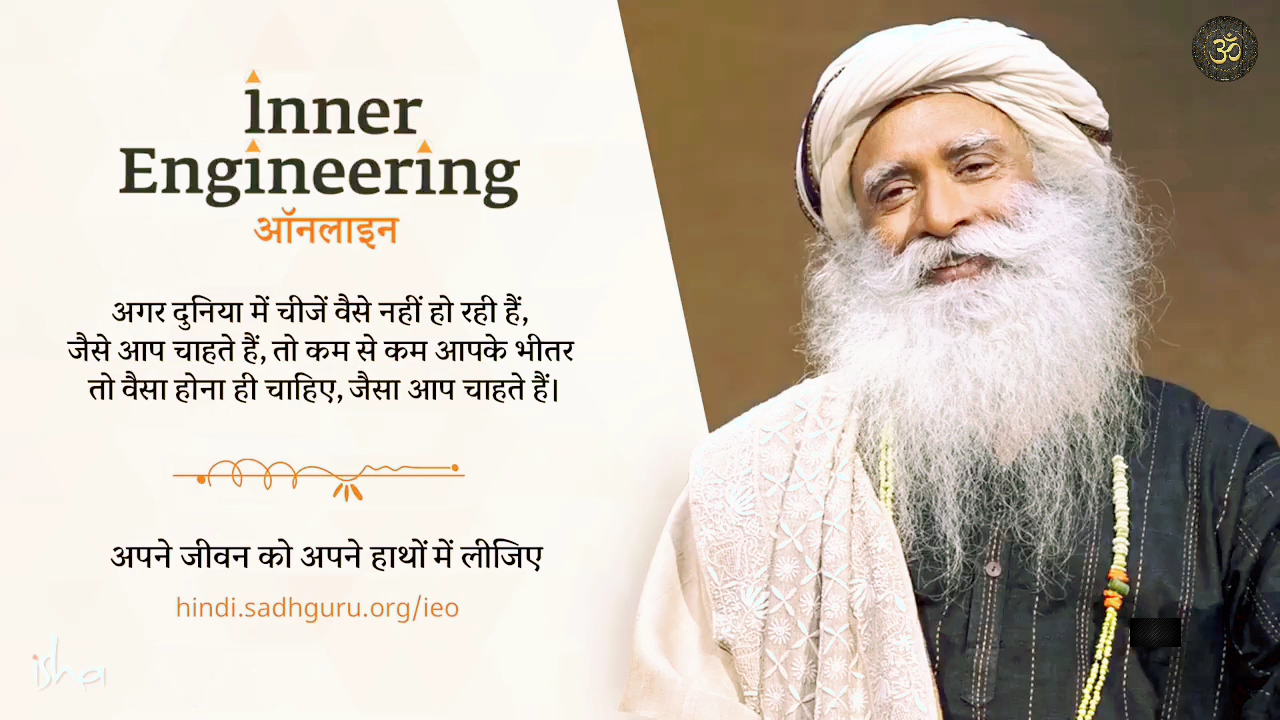 inner
Engineering
ऑनलाइन
अगर दुनिया में चीजें वैसे नहीं हो रही हैं,
जैसे आप चाहते हैं, तो कम से कम आपके भीतर
तो वैसा होना ही चाहिए, जैसा आप चाहते हैं।
अपने जीवन को अपने हाथों में लीजिए
hindi.sadhguru.org/ieo
isha
ॐ